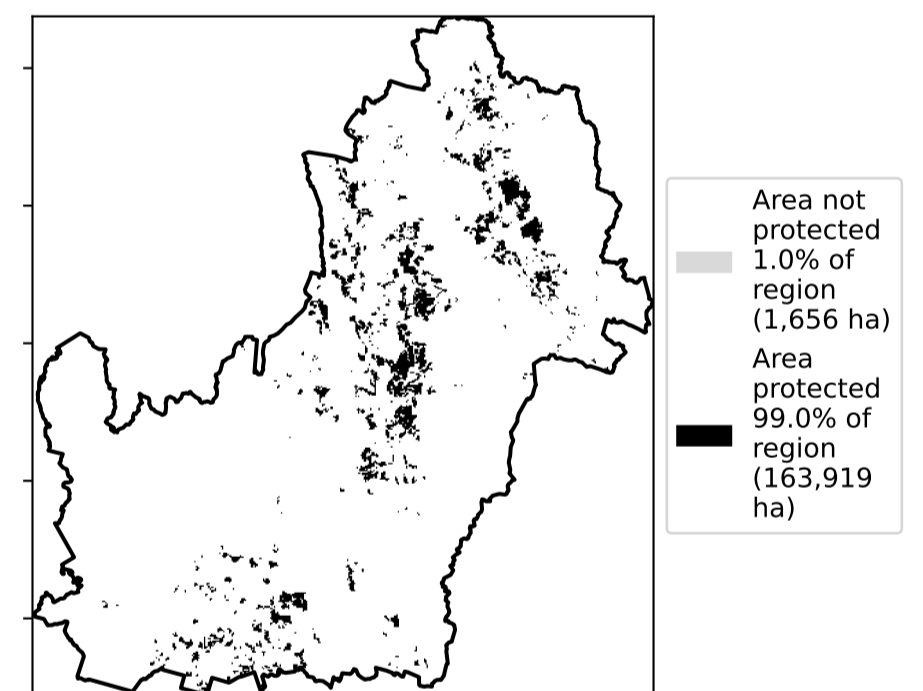 Area not
protected
1.0% of
region
(1,656 ha)
Area
protected
99.0% of
region
(163,919
ha)